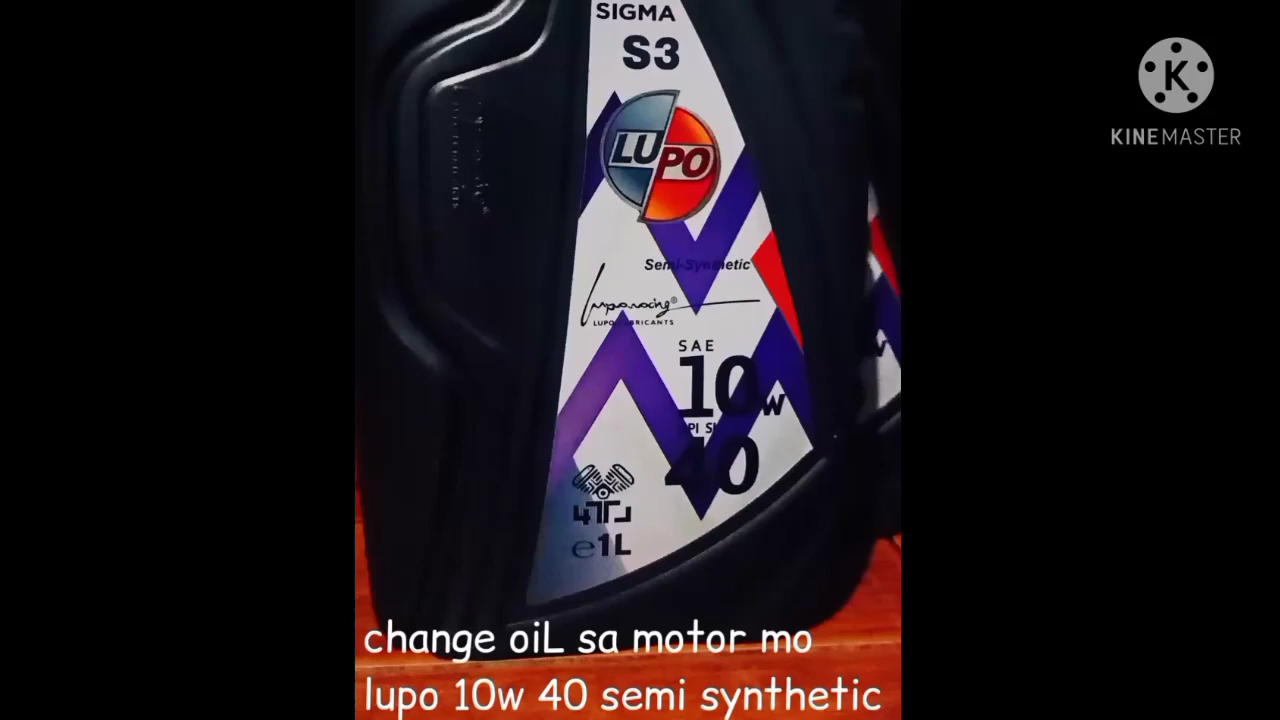 SIGMA
S3
LUPO
Semi-Synthetic
luporacing®
LUPO LUBRICANTS
SAE
10w
40
4T
e1L
KINEMASTER
change oiL sa motor mo
lupo 10w 40 semi synthetic